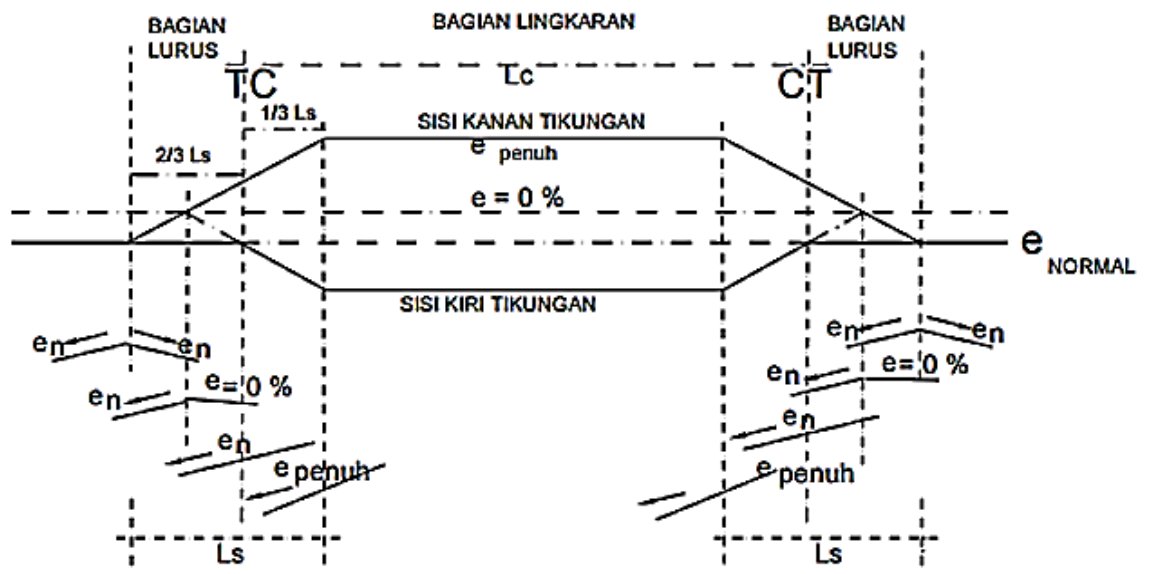 BAGIAN
LURUS
BAGIAN LINGKARAN
BAGIAN
LURUS
TC
Lc
CT
1/3 Ls
SISI KANAN TIKUNGAN
e penuh
2/3 Ls
e = 0 %
e NORMAL
SISI KIRI TIKUNGAN
en
en
en
en
e= 0 %
e= 0 %
en
en
en
en
e penuh
e penuh
Ls
Ls